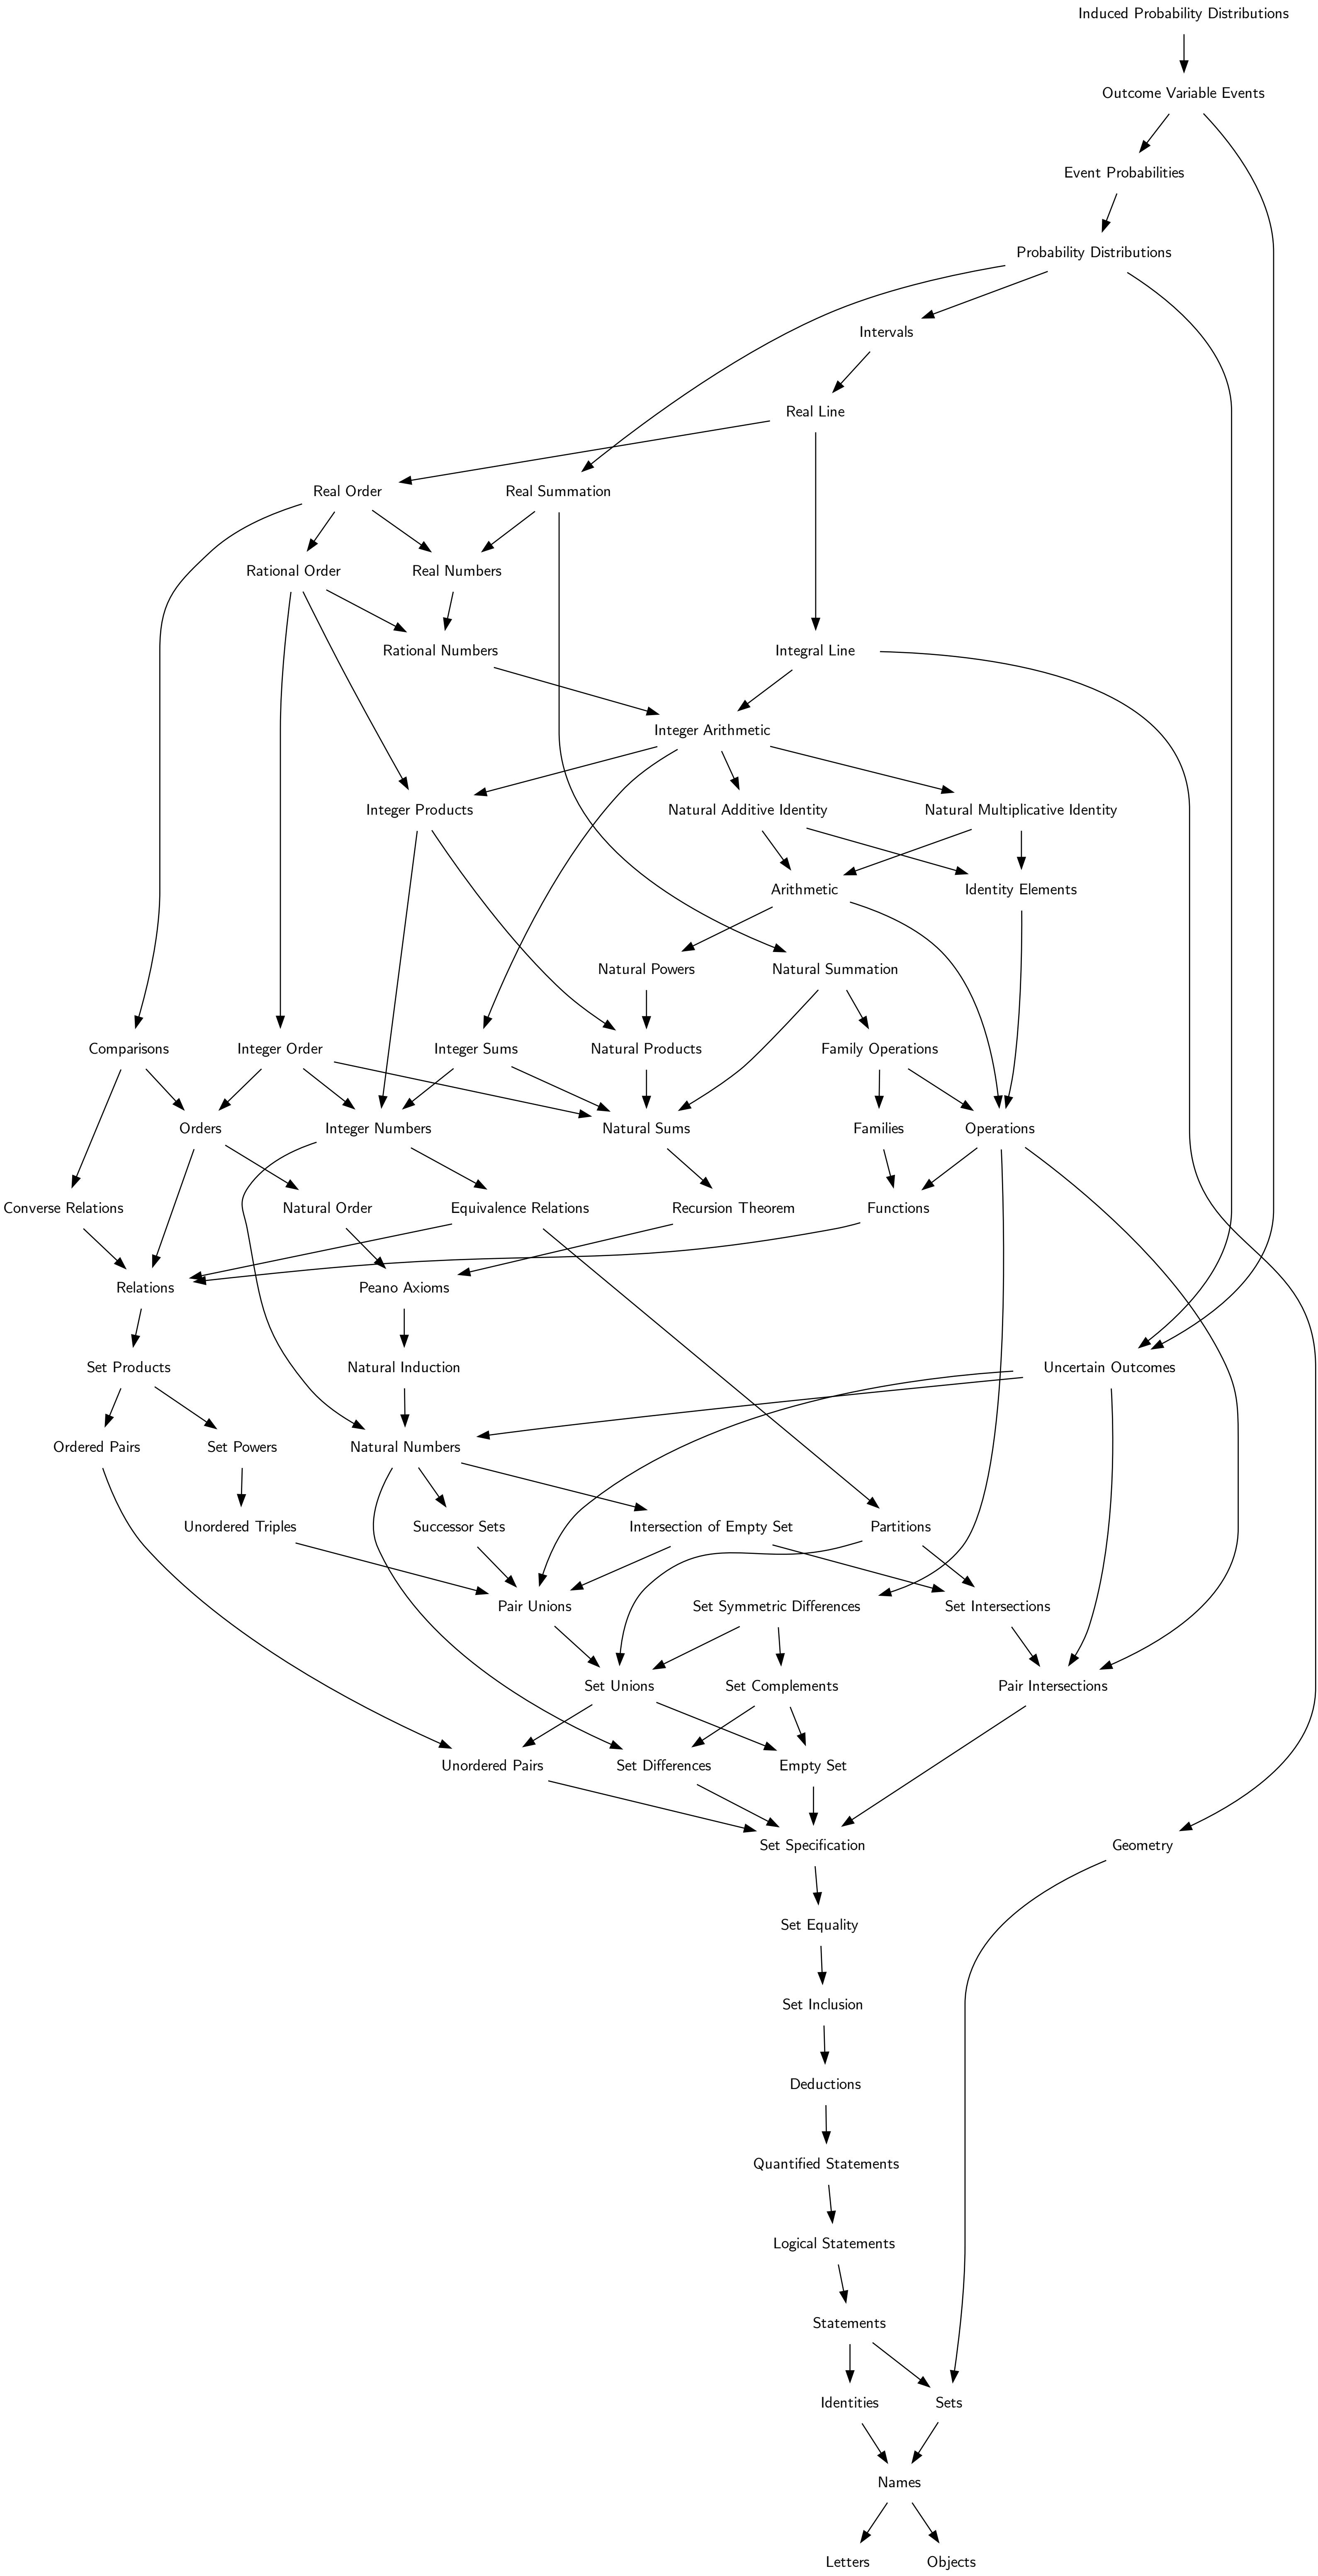 Induced Probability Distributions
Outcome Variable Events
Event Probabilities
Probability Distributions
Intervals
Real Line
Real Order
Real Summation
Rational Order
Real Numbers
Rational Numbers
Integral Line
Integer Arithmetic
Integer Products
Natural Additive Identity
Natural Multiplicative Identity
Arithmetic
Identity Elements
Natural Powers
Natural Summation
Comparisons
Integer Order
Integer Sums
Natural Products
Family Operations
Orders
Integer Numbers
Natural Sums
Families
Operations
Converse Relations
Natural Order
Equivalence Relations
Recursion Theorem
Functions
Relations
Peano Axioms
Set Products
Natural Induction
Uncertain Outcomes
Ordered Pairs
Set Powers
Natural Numbers
Unordered Triples
Successor Sets
Intersection of Empty Set
Partitions
Pair Unions
Set Symmetric Differences
Set Intersections
Set Unions
Set Complements
Pair Intersections
Unordered Pairs
Set Differences
Empty Set
Set Specification
Geometry
Set Equality
Set Inclusion
Deductions
Quantified Statements
Logical Statements
Statements
Identities
Sets
Names
Letters
Objects